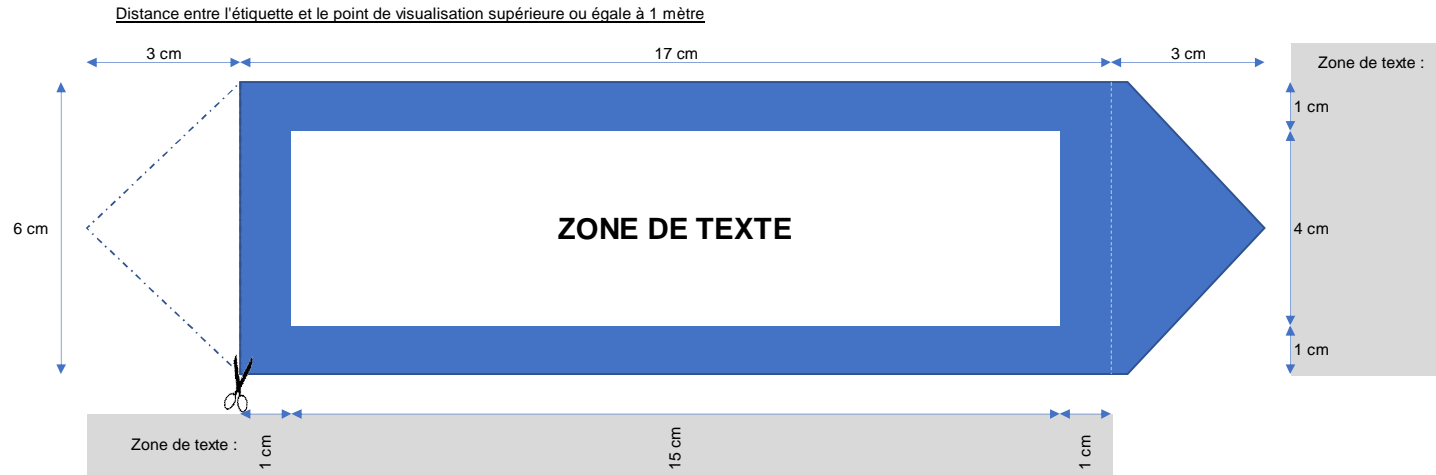 Distance entre l'étiquette et le point de visualisation supérieure ou égale à 1 mètre
3 cm
17 cm
3 cm
Zone de texte :
1 cm
6 cm
ZONE DE TEXTE
4 cm
1 cm
Zone de texte :
1 cm
15 cm
1 cm